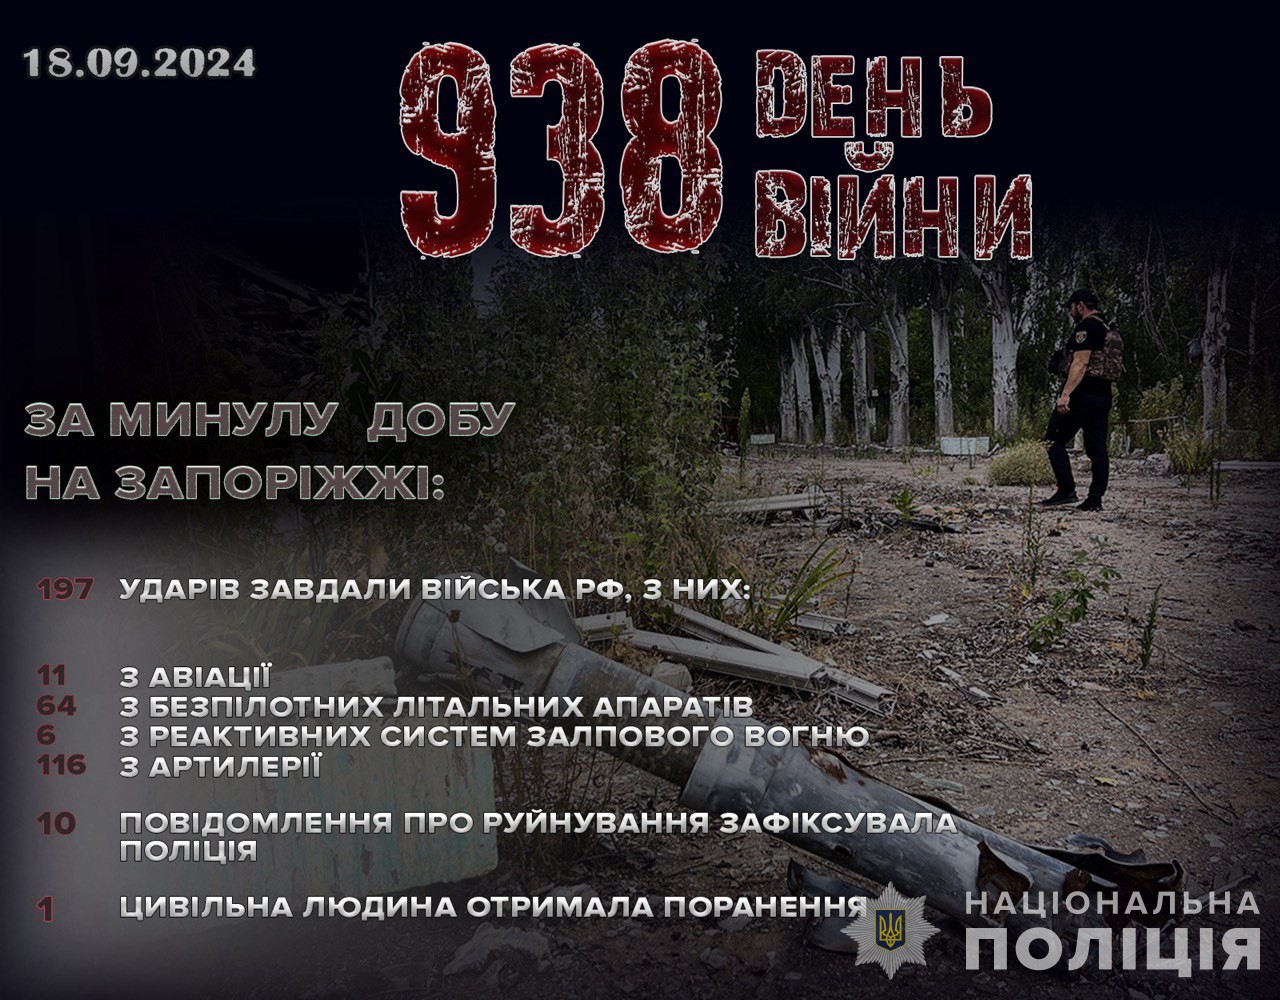 18.09.2024
938 DЕНЬ
ВІЙНИ
ЗА МИНУЛУ ДОБУ
НА ЗАПОРІЖЖІ:
197 УДАРІВ ЗАВДАЛИ ВІЙСЬКА РФ, З НИХ:
11 З АВІАЦІЇ
64 З БЕЗПІЛОТНИХ ЛІТАЛЬНИХ АПАРАТІВ
6 З РЕАКТИВНИХ СИСТЕМ ЗАЛПОВОГО ВОГНЮ
116 З АРТИЛЕРІЇ
10 ПОВІДОМЛЕННЯ ПРО РУЙНУВАННЯ ЗАФІКСУВАЛА
ПОЛІЦІЯ
1 ЦИВІЛЬНА ЛЮДИНА ОТРИМАЛА ПОРАНЕННЯ
НАЦІОНАЛЬНА
ПОЛІЦІЯ